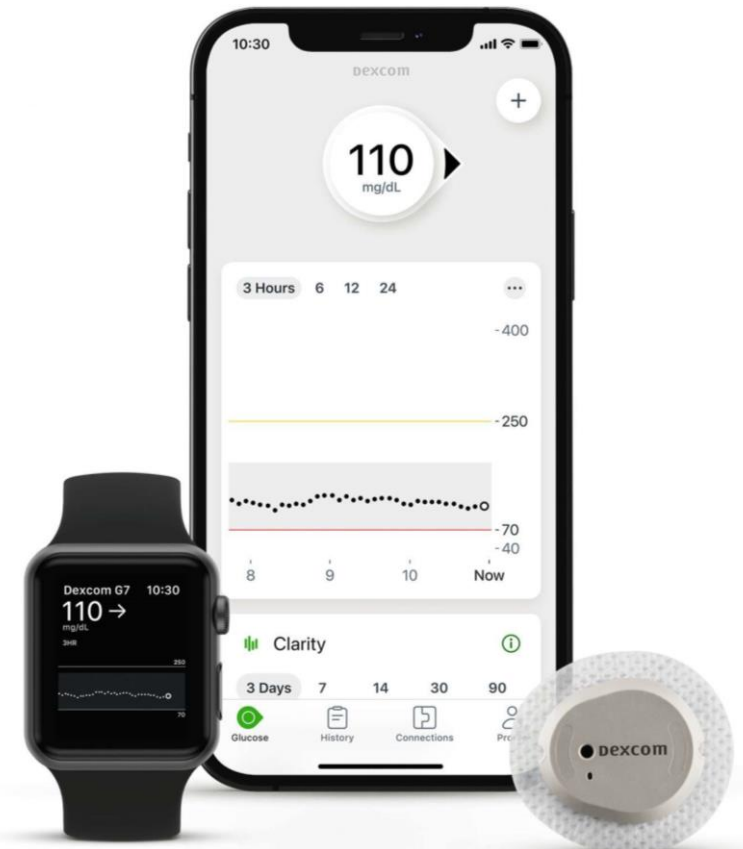 10:30
Dexcom
+
110
mg/dL
3 Hours 6 12 24
-400
-250
-70
-40
8 9 10 Now
Clarity
3 Days 7 14 30 90
Glucose History Connections Pro
Dexcom G7 10:30
110 →
mg/dL
3HR
250
70
Dexcom